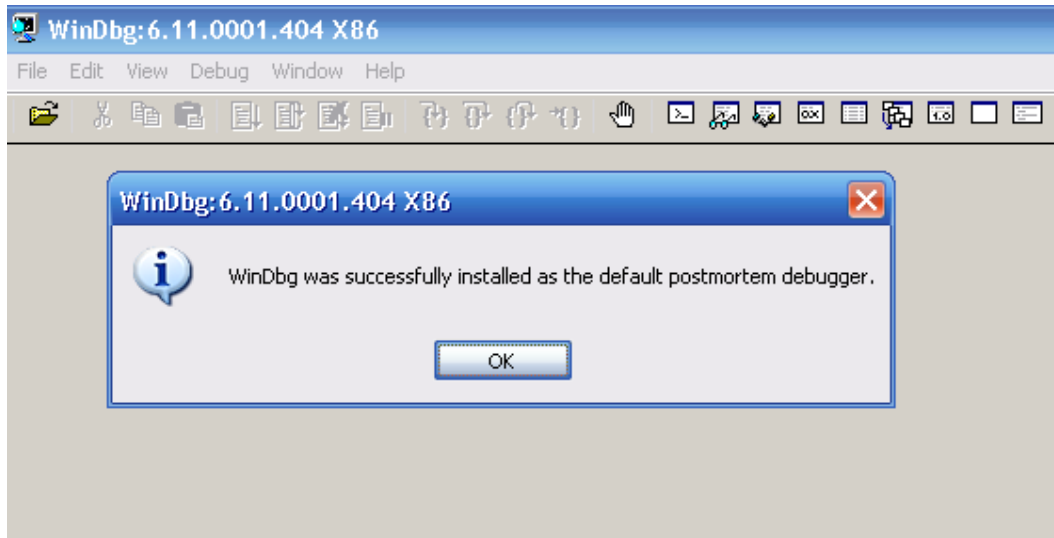 WinDbg:6.11.0001.404 X86
File Edit View Debug Window Help
WinDbg:6.11.0001.404 X86
WinDbg was successfully installed as the default postmortem debugger.
OK